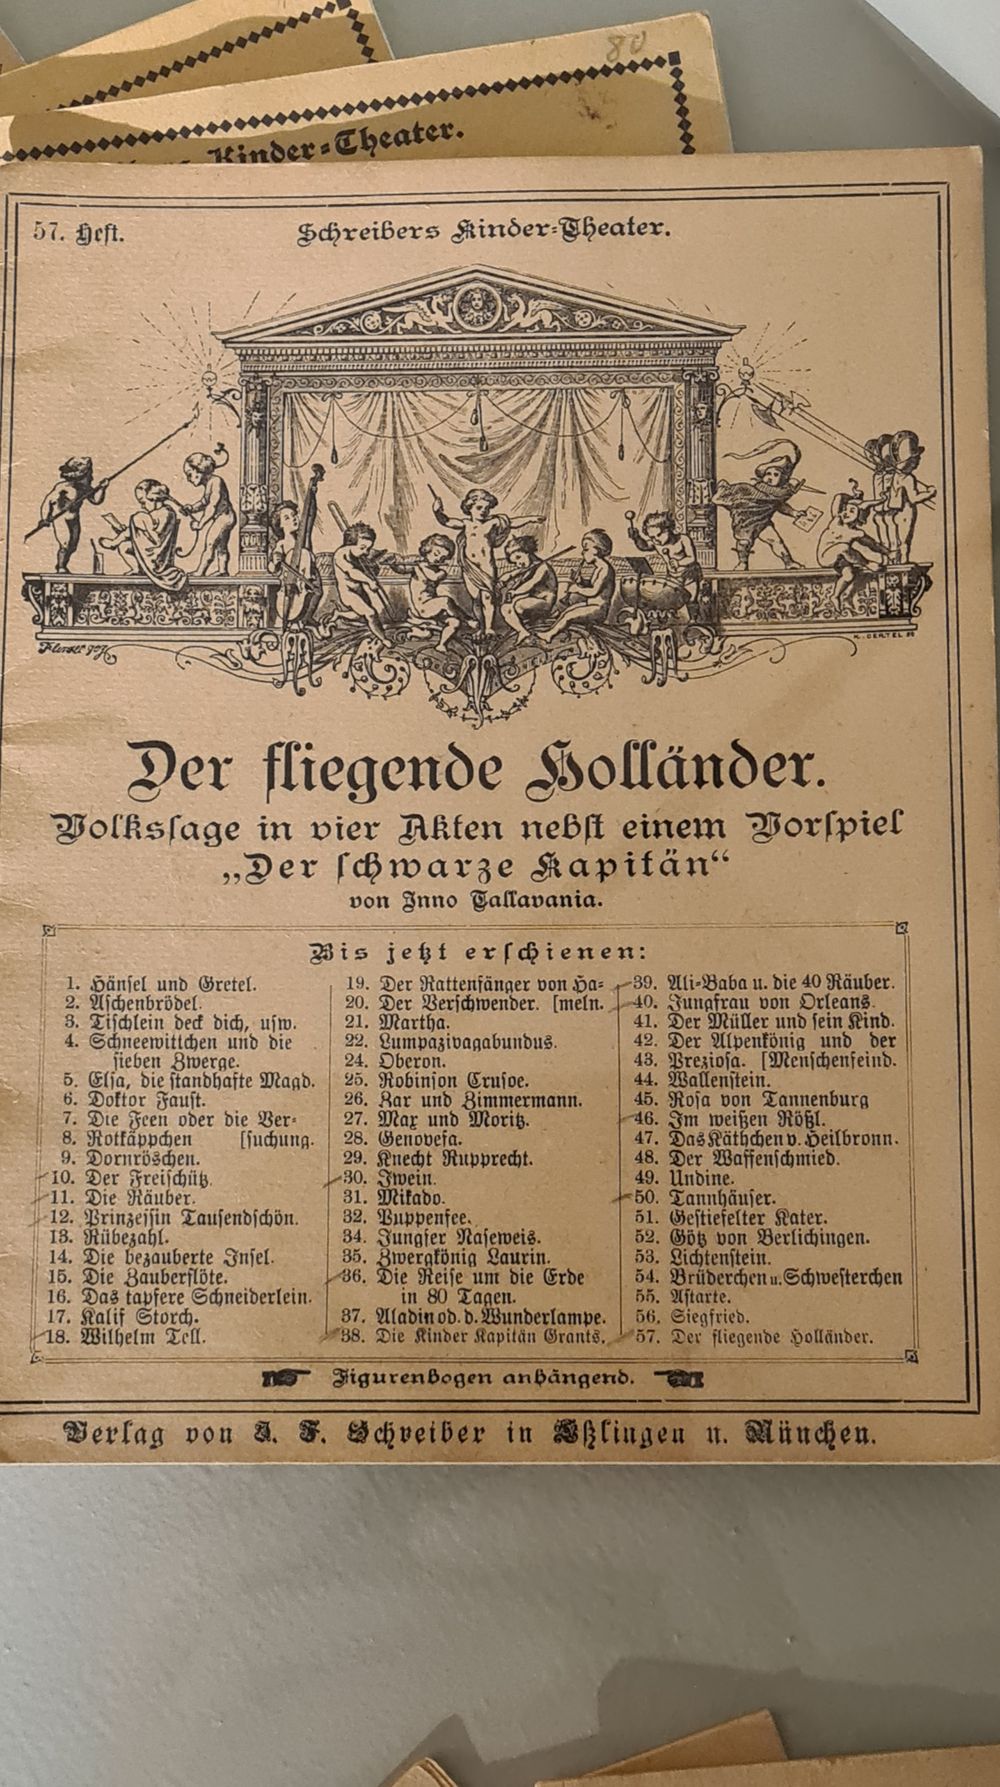 80
Kinder-Theater.
57. Heft.
Schreibers Kinder-Theater.
K. OERTEL
Der fliegende Holländer.
Volkssage in vier Akten nebst einem Vorspiel
„Der schwarze Kapitän“
von Inno Tallavania.
Bis jetzt erschienen:
1. Hänsel und Gretel.
2. Aschenbrödel.
3. Tischlein deck dich, usw.
4. Schneewittchen und die
sieben Zwerge.
5. Elsa, die standhafte Magd.
6. Doktor Faust.
7. Die Feen oder die Ver-
8. Rotkäppchen [suchung.
9. Dornröschen.
10. Der Freischütz.
11. Die Räuber.
12. Prinzessin Tausendschön.
13. Rübezahl.
14. Die bezauberte Insel.
15. Die Zauberflöte.
16. Das tapfere Schneiderlein.
17. Kalif Storch.
18. Wilhelm Tell.
19. Der Rattenfänger von Ha-
20. Der Verschwender. [meln.
21. Martha.
22. Lumpazivagabundus.
24. Oberon.
25. Robinson Crusoe.
26. Zar und Zimmermann.
27. Max und Moritz.
28. Genovefa.
29. Knecht Rupprecht.
30. Iwein.
31. Mikado.
32. Puppenfee.
34. Jungfer Naseweis.
35. Zwergkönig Laurin.
36. Die Reise um die Erde
in 80 Tagen.
37. Aladin od. d. Wunderlampe.
38. Die Kinder Kapitän Grants.
39. Ali-Baba u. die 40 Räuber.
40. Jungfrau von Orleans.
41. Der Müller und sein Kind.
42. Der Alpenkönig und der
43. Preziosa. [Menschenfeind.
44. Wallenstein.
45. Rosa von Tannenburg
46. Im weißen Rößl.
47. Das Käthchen v. Heilbronn.
48. Der Waffenschmied.
49. Undine.
50. Tannhäuser.
51. Gestiefelter Kater.
52. Götz von Berlichingen.
53. Lichtenstein.
54. Brüderchen u. Schwesterchen
55. Astarte.
56. Siegfried.
57. Der fliegende Holländer.
Figurenbogen anhängend.
Verlag von J. F. Schreiber in Eßlingen u. München.